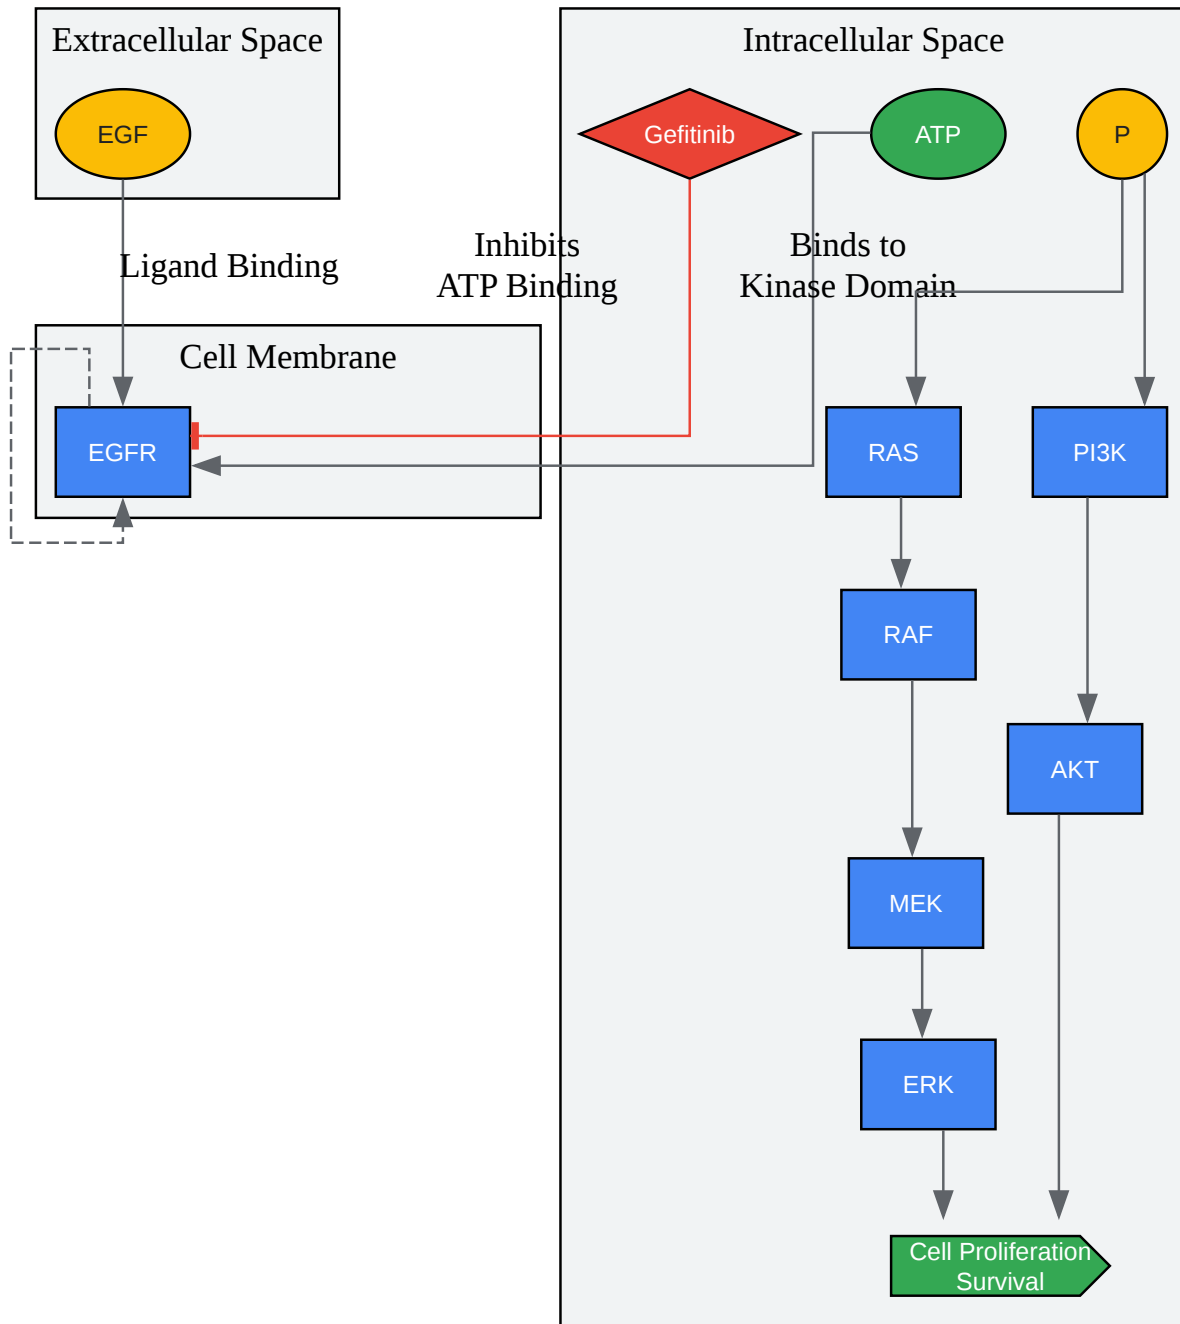 Extracellular Space
Intracellular Space
EGF
Gefitinib
ATP
P
Ligand Binding
Inhibits
ATP Binding
Binds to
Kinase Domain
Cell Membrane
EGFR
RAS
PI3K
RAF
AKT
MEK
ERK
Cell Proliferation
Survival